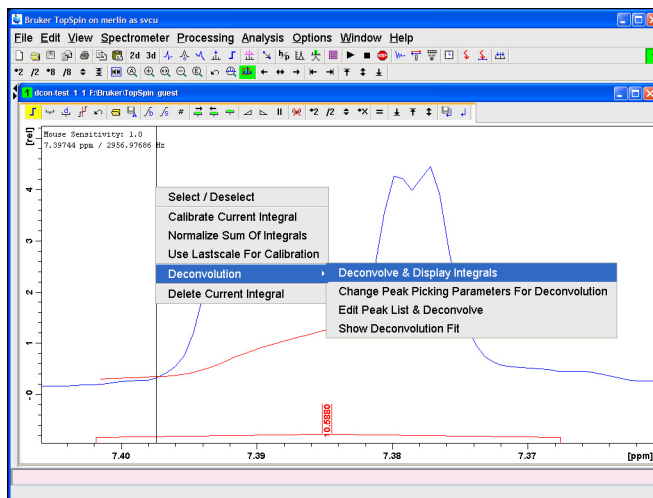 Bruker TopSpin on merlin as svcu
File Edit View Spectrometer Processing Analysis Options Window Help
2d 3d
*2 /2 *8 /8
1 dcon-test 1 1 F:\Bruker\TopSpin guest
*2 /2 *X =
[rel]
Mouse Sensitivity: 1.0
7.39744 ppm / 2956.97686 Hz
Select / Deselect
Calibrate Current Integral
Normalize Sum Of Integrals
Use Lastscale For Calibration
Deconvolution
Delete Current Integral
Deconvolve & Display Integrals
Change Peak Picking Parameters For Deconvolution
Edit Peak List & Deconvolve
Show Deconvolution Fit
4
3
2
1
0
10.5880
7.40 7.39 7.38 7.37 [ppm]